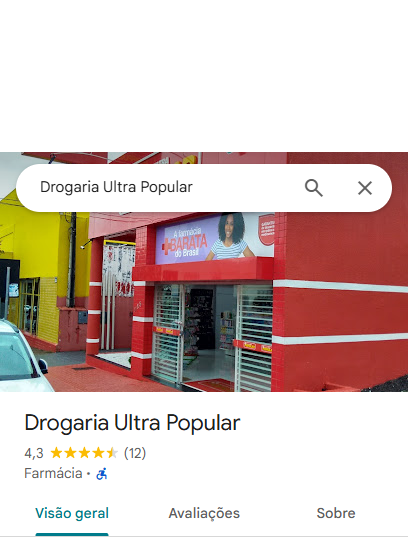 Drogaria Ultra Popular
A farmácia
+BARATA
do Brasil
Drogaria Ultra Popular
4,3 (12)
Farmácia ·
Visão geral
Avaliações
Sobre